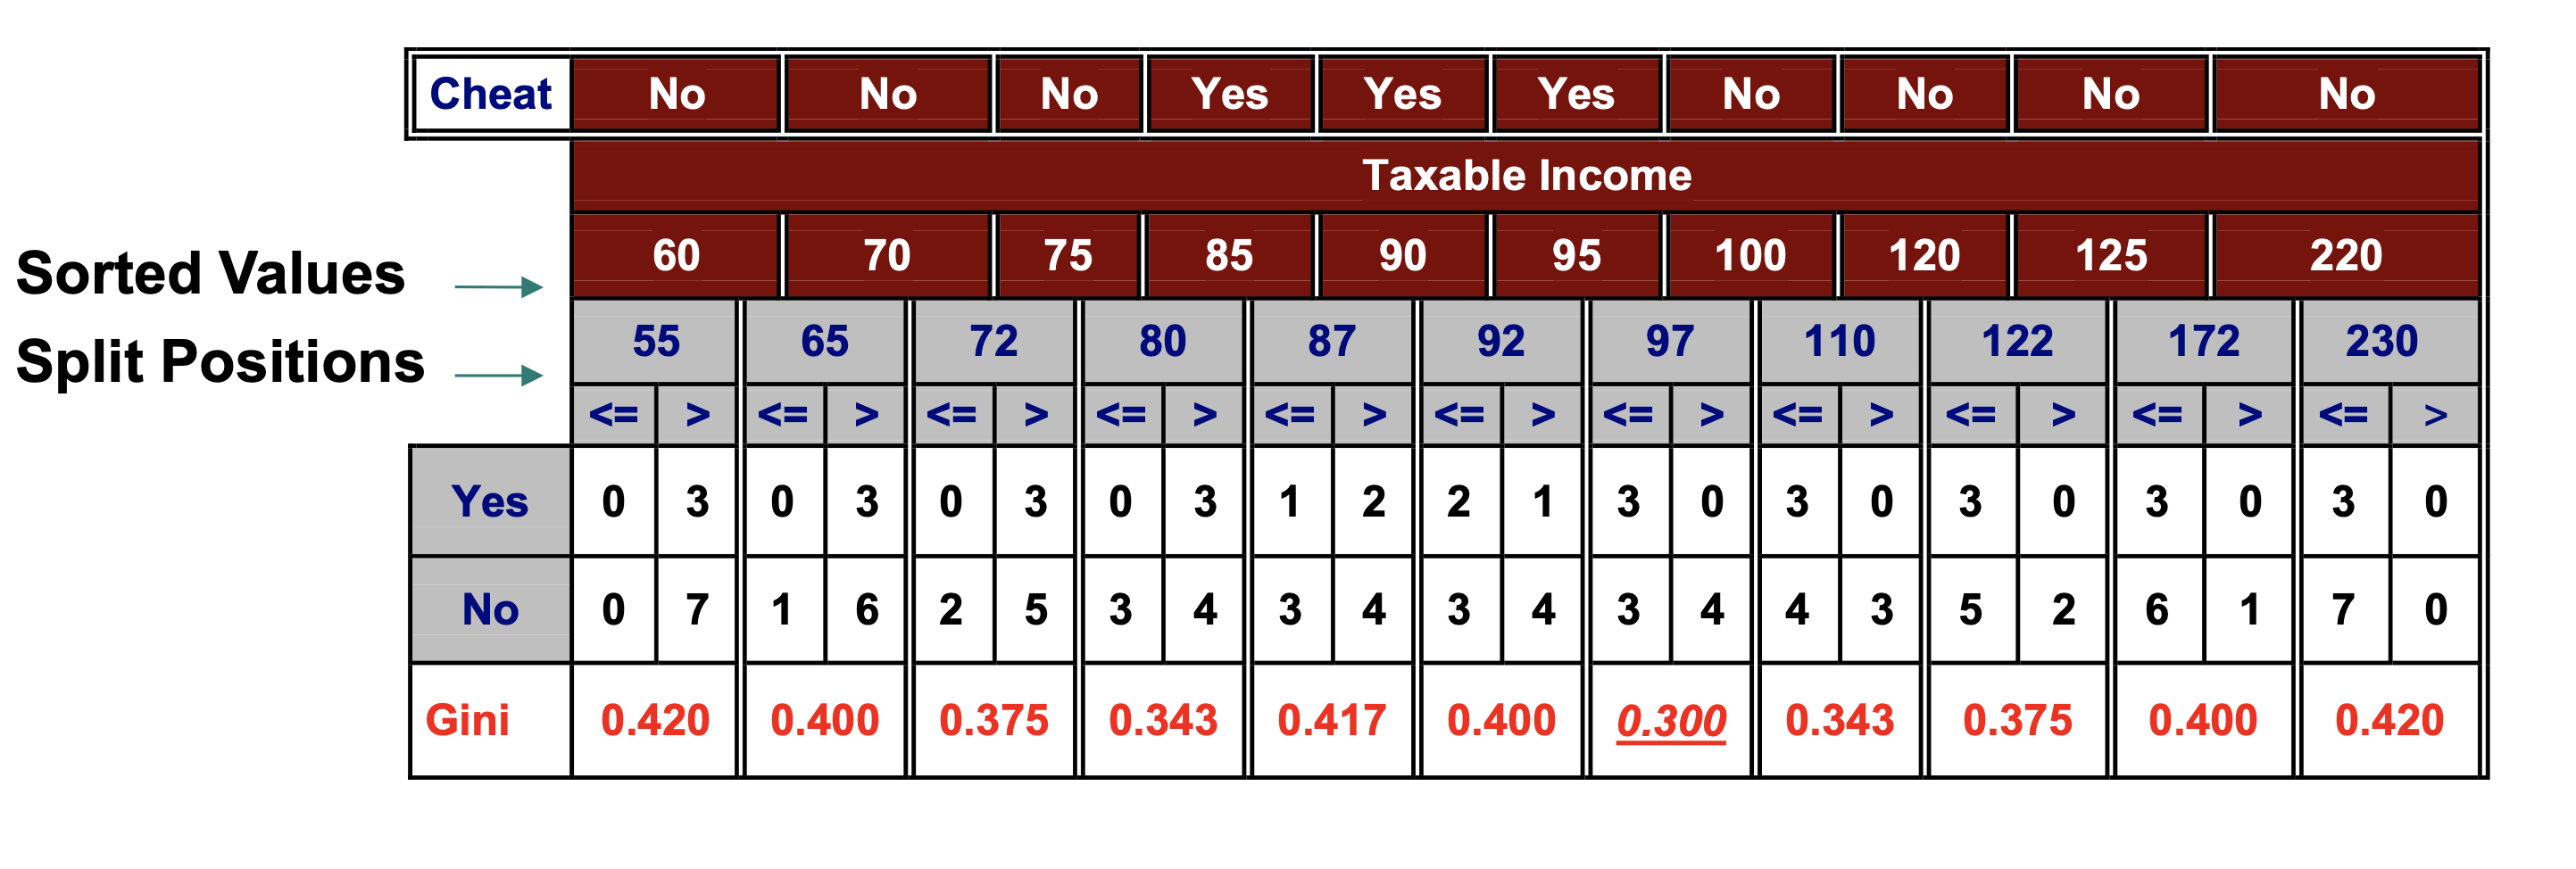 Cheat No No No Yes Yes Yes No No No No
Taxable Income
Sorted Values 60 70 75 85 90 95 100 120 125 220
Split Positions 55 65 72 80 87 92 97 110 122 172 230
<= > <= > <= > <= > <= > <= > <= > <= > <= > <= > <= >
Yes 0 3 0 3 0 3 0 3 1 2 2 1 3 0 3 0 3 0 3 0 3 0
No 0 7 1 6 2 5 3 4 3 4 3 4 3 4 4 3 5 2 6 1 7 0
Gini 0.420 0.400 0.375 0.343 0.417 0.400 0.300 0.343 0.375 0.400 0.420